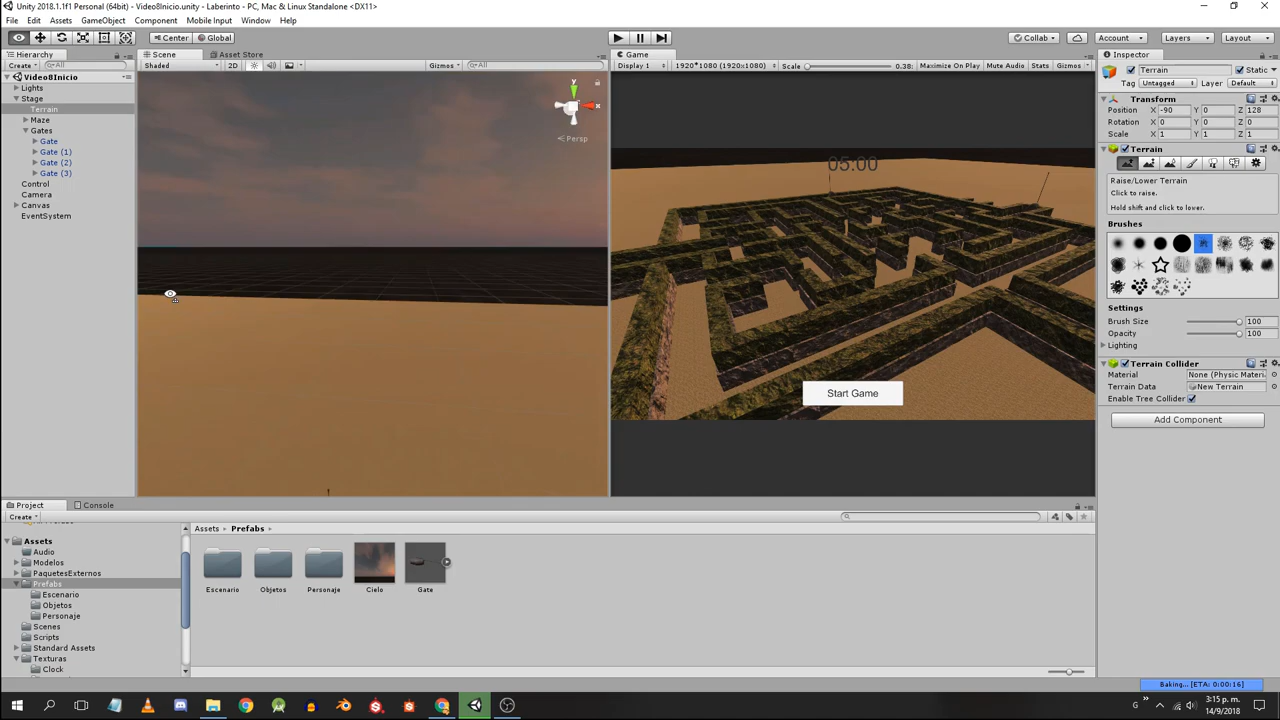 Unity 2018.1.1f1 Personal (64bit) - Video8Inicio.unity - Laberinto - PC, Mac & Linux Standalone <DX11>
File Edit Assets GameObject Component Mobile Input Window Help
Center Global Collab Account Layers Layout
Hierarchy Scene Asset Store Game Inspector
Create All Shaded 2D Gizmos All Display 1 1920*1080 (1920x1080) Scale 0.38: Maximize On Play Mute Audio Stats Gizmos
Terrain Static
Tag Untagged Layer Default
Video8Inicio
Lights
Stage
Terrain
Maze
Gates
Gate
Gate (1)
Gate (2)
Gate (3)
Control
Camera
Canvas
EventSystem
y
x
Persp
05:00
Start Game
Transform
Position X -90 Y 0 Z 128
Rotation X 0 Y 0 Z 0
Scale X 1 Y 1 Z 1
Terrain
Raise/Lower Terrain
Click to raise.
Hold shift and click to lower.
Brushes
Settings
Brush Size 100
Opacity 100
Lighting
Terrain Collider
Material None (Physic Materi
Terrain Data New Terrain
Enable Tree Collider
Add Component
Project Console
Create
Assets
Audio
Modelos
PaquetesExternos
Prefabs
Escenario
Objetos
Personaje
Scenes
Scripts
Standard Assets
Texturas
Clock
Assets Prefabs
Escenario Objetos Personaje Cielo Gate
Baking... [ETA: 0:00:16]
3:15 p. m.
14/9/2018